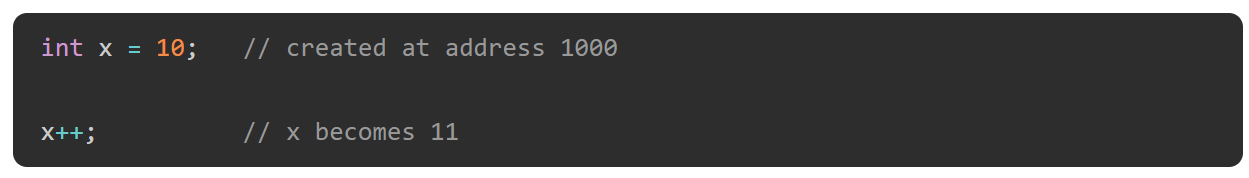 int x = 10;   // created at address 1000
x++;          // x becomes 11